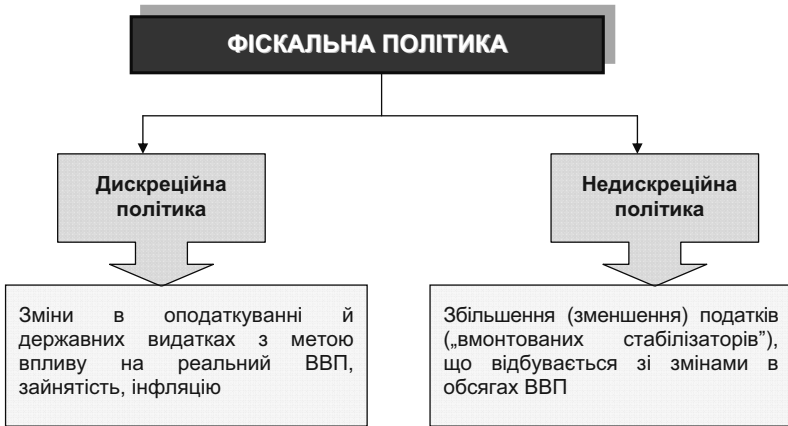 ФІСКАЛЬНА ПОЛІТИКА
Дискреційна
політика
Недискреційна
політика
Зміни в оподаткуванні й
державних видатках з метою
впливу на реальний ВВП,
зайнятість, інфляцію
Збільшення (зменшення) податків
(„вмонтованих стабілізаторів”),
що відбувається зі змінами в
обсягах ВВП